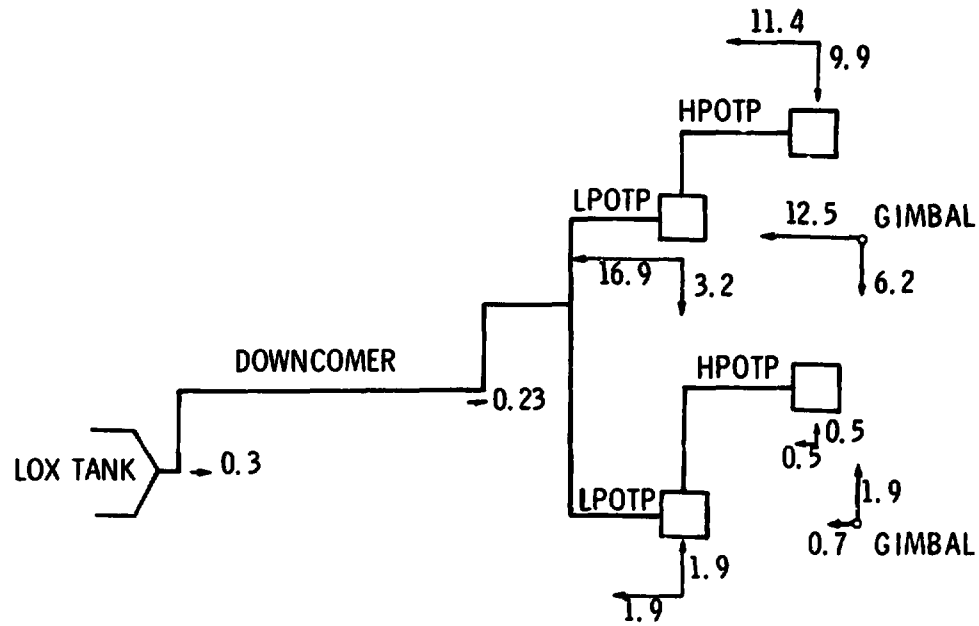 11.4
9.9
HPOTP
LPOTP
12.5 GIMBAL
16.9
3.2
6.2
DOWNCOMER
HPOTP
0.23
0.5
0.5
LOX TANK
0.3
LPOTP
1.9
0.7 GIMBAL
1.9
1.9